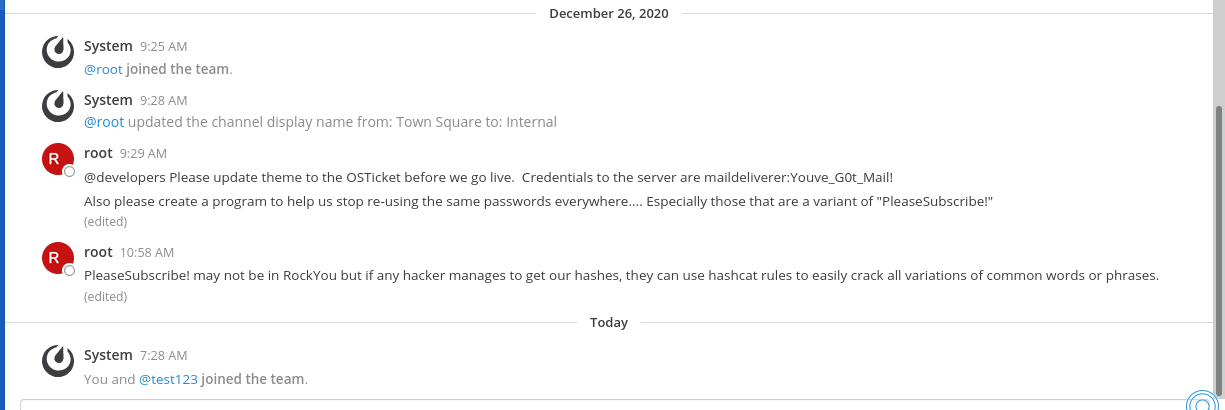 December 26, 2020
System 9:25 AM
@root joined the team.
System 9:28 AM
@root updated the channel display name from: Town Square to: Internal
R root 9:29 AM
@developers Please update theme to the OSTicket before we go live.  Credentials to the server are maildeliverer:Youve_G0t_Mail!
Also please create a program to help us stop re-using the same passwords everywhere.... Especially those that are a variant of "PleaseSubscribe!"
(edited)
R root 10:58 AM
PleaseSubscribe! may not be in RockYou but if any hacker manages to get our hashes, they can use hashcat rules to easily crack all variations of common words or phrases.
(edited)
Today
System 7:28 AM
You and @test123 joined the team.